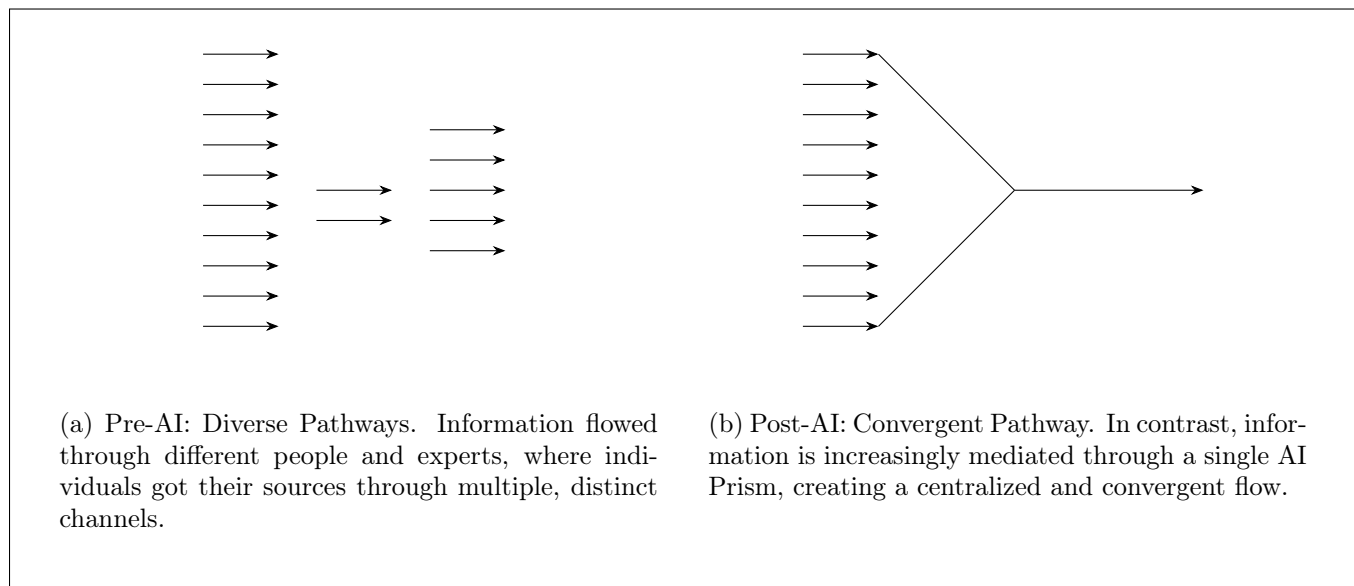 (a) Pre-AI: Diverse Pathways. Information flowed
through different people and experts, where indi-
viduals got their sources through multiple, distinct
channels.
(b) Post-AI: Convergent Pathway. In contrast, infor-
mation is increasingly mediated through a single AI
Prism, creating a centralized and convergent flow.